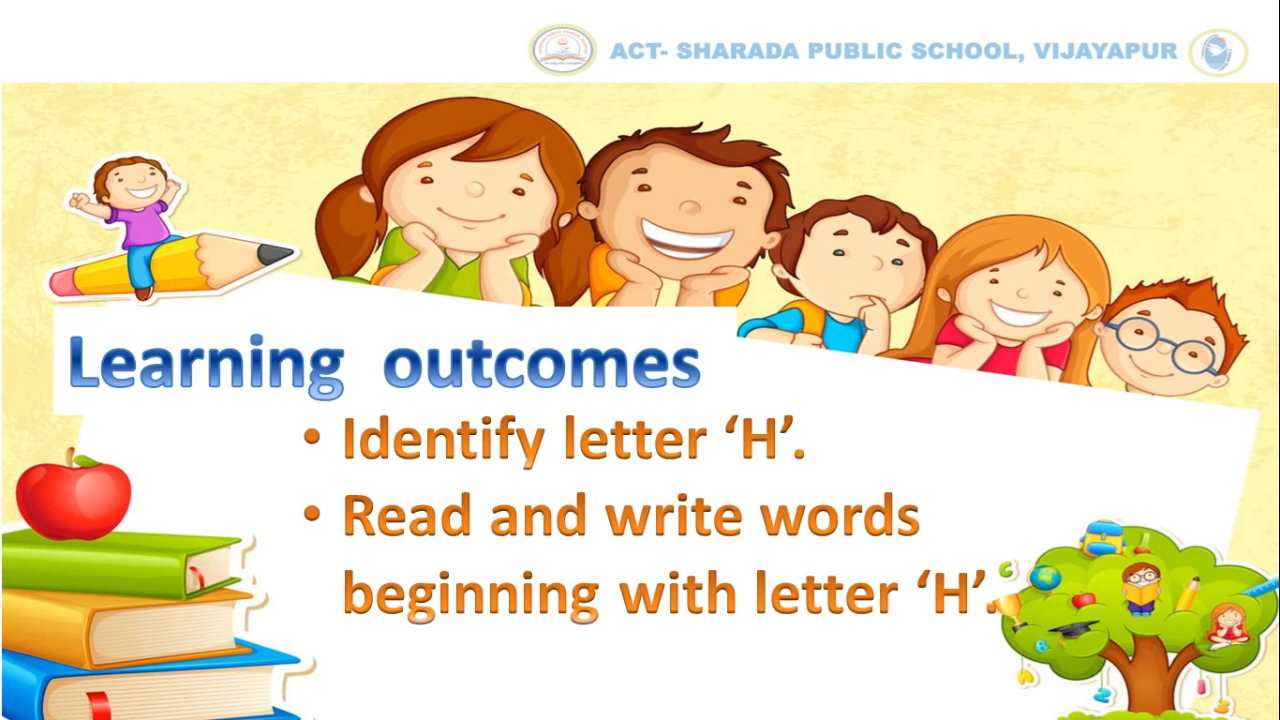 ACT- SHARADA PUBLIC SCHOOL, VIJAYAPUR
Learning outcomes
• Identify letter ‘H’.
• Read and write words
beginning with letter ‘H’.